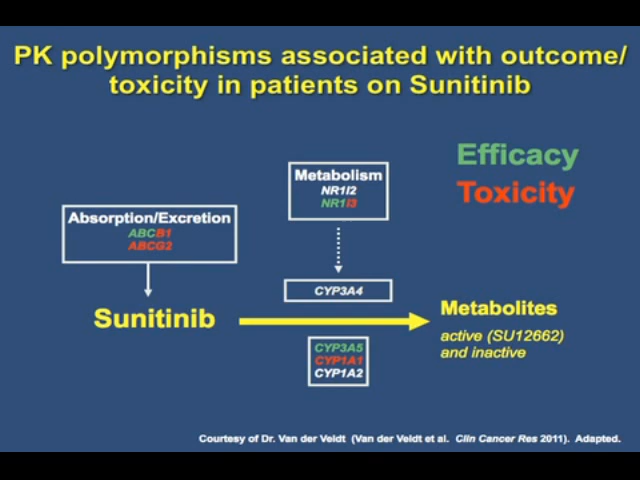 PK polymorphisms associated with outcome/
toxicity in patients on Sunitinib
Efficacy
Toxicity
Metabolism
NR1I2
NR1I3
Absorption/Excretion
ABCB1
ABCG2
CYP3A4
Sunitinib
Metabolites
active (SU12662)
and inactive
CYP3A5
CYP1A1
CYP1A2
Courtesy of Dr. Van der Veldt (Van der Veldt et al. Clin Cancer Res 2011). Adapted.